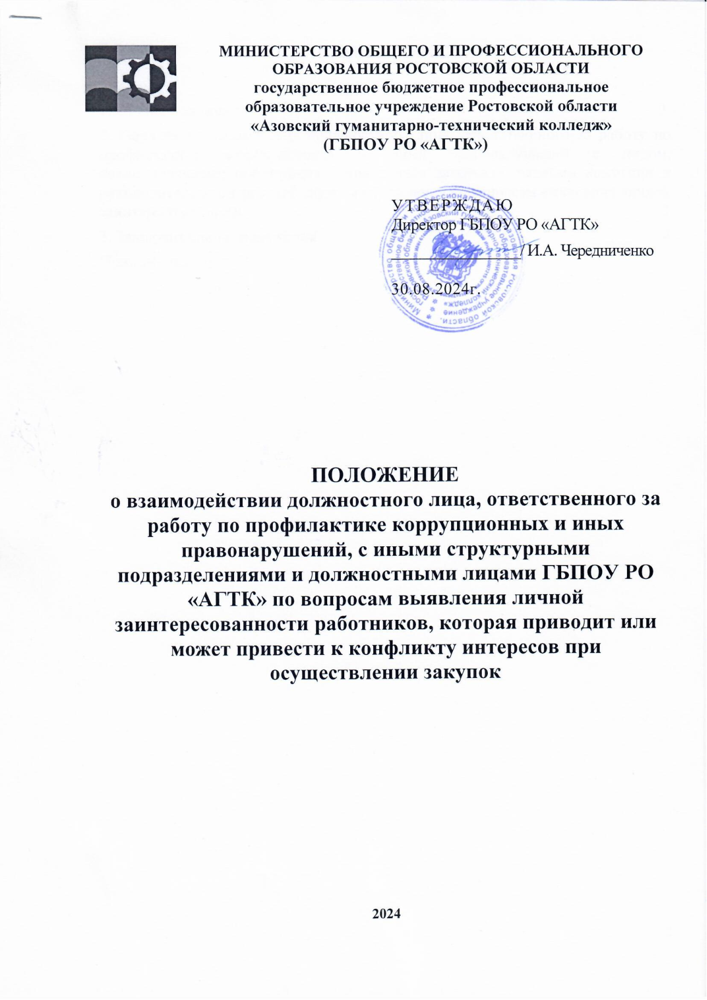 МИНИСТЕРСТВО ОБЩЕГО И ПРОФЕССИОНАЛЬНОГО
ОБРАЗОВАНИЯ РОСТОВСКОЙ ОБЛАСТИ
государственное бюджетное профессиональное
образовательное учреждение Ростовской области
«Азовский гуманитарно-технический колледж»
(ГБПОУ РО «АГТК»)
УТВЕРЖДАЮ
Директор ГБПОУ РО «АГТК»
/ И.А. Чередниченко
30.08.2024г.
ПОЛОЖЕНИЕ
о взаимодействии должностного лица, ответственного за
работу по профилактике коррупционных и иных
правонарушений, с иными структурными
подразделениями и должностными лицами ГБПОУ РО
«АГТК» по вопросам выявления личной
заинтересованности работников, которая приводит или
может привести к конфликту интересов при
осуществлении закупок
2024